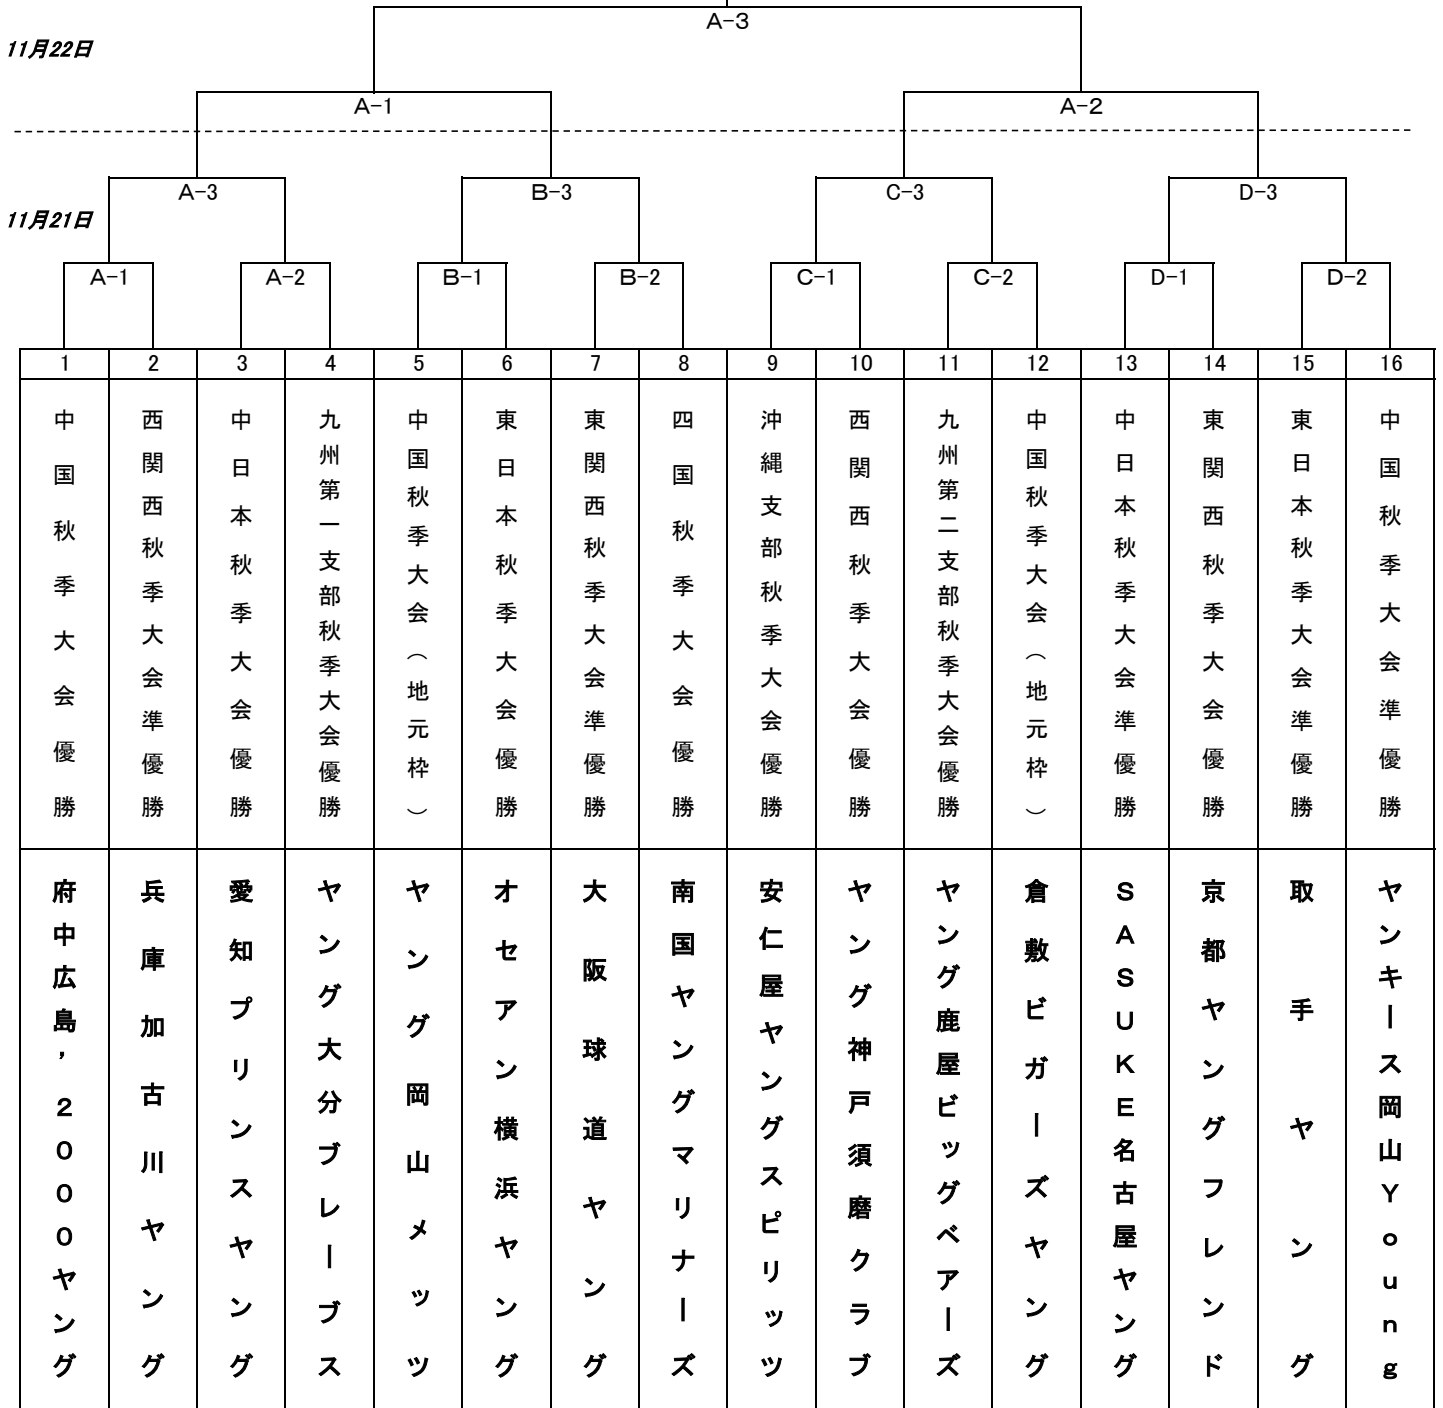 A-3
11月22日
A-1
A-2
A-3
B-3
C-3
D-3
11月21日
A-1
A-2
B-1
B-2
C-1
C-2
D-1
D-2
1
2
3
4
5
6
7
8
9
10
11
12
13
14
15
16
中国秋季大会優勝
西関西秋季大会準優勝
中日本秋季大会優勝
九州第一支部秋季大会優勝
中国秋季大会（地元枠）
東日本秋季大会優勝
東関西秋季大会準優勝
四国秋季大会優勝
沖縄支部秋季大会優勝
西関西秋季大会優勝
九州第二支部秋季大会優勝
中国秋季大会（地元枠）
中日本秋季大会準優勝
東関西秋季大会優勝
東日本秋季大会準優勝
中国秋季大会準優勝
府中広島’２０００ヤング
兵庫加古川ヤング
愛知プリンスヤング
ヤング大分ブレーブス
ヤング岡山メッツ
オセアン横浜ヤング
大阪球道ヤング
南国ヤングマリナーズ
安仁屋ヤングスピリッツ
ヤング神戸須磨クラブ
ヤング鹿屋ビッグベアーズ
倉敷ビガーズヤング
ＳＡＳＵＫＥ名古屋ヤング
京都ヤングフレンド
取手ヤング
ヤンキース岡山Ｙｏｕｎｇ